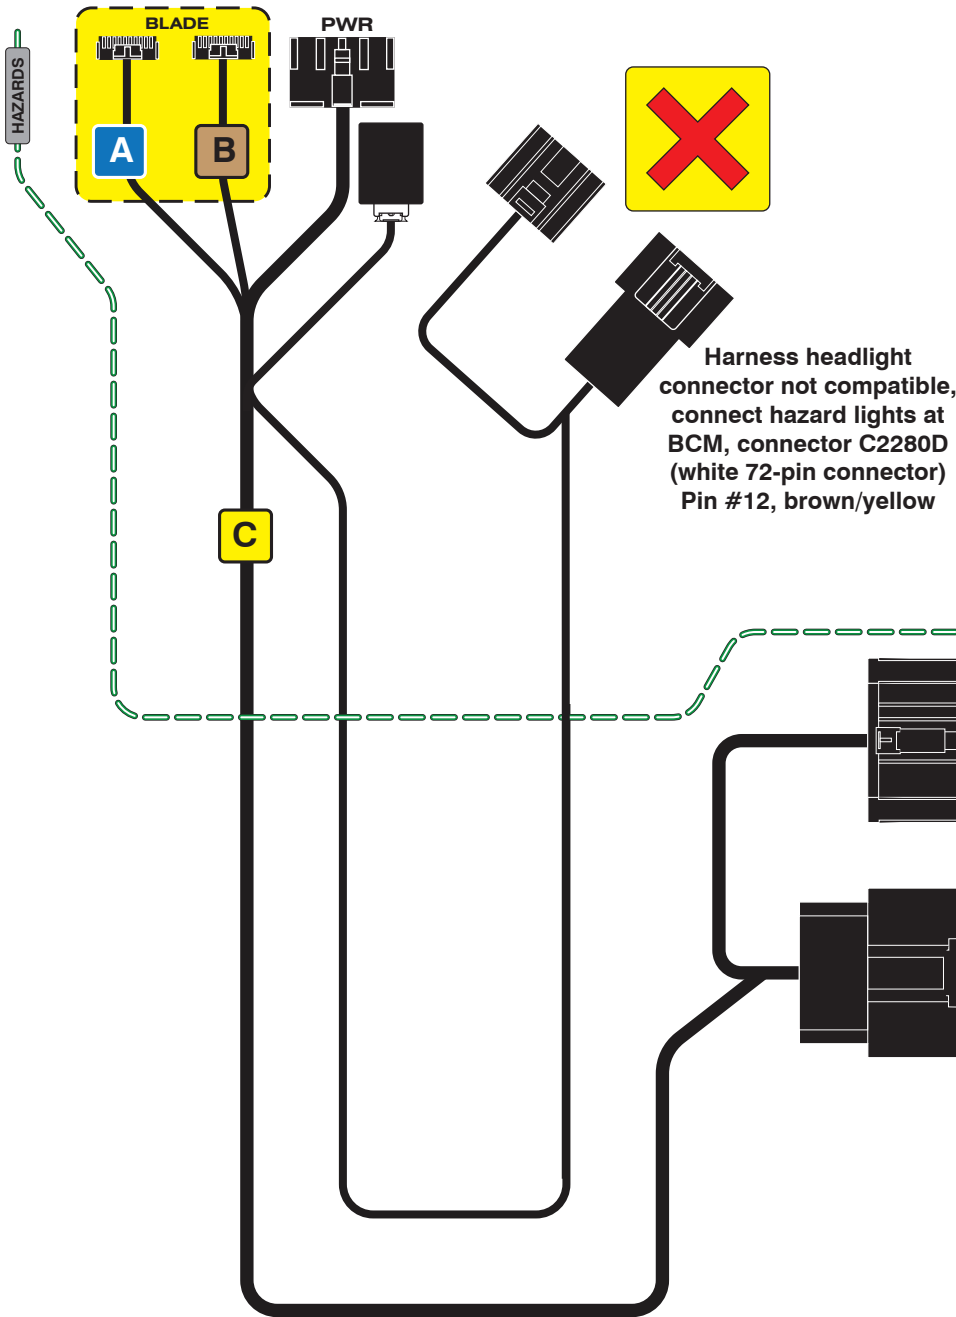 BLADE
PWR
HAZARDS
A
B
Harness headlight
connector not compatible,
connect hazard lights at
BCM, connector C2280D
(white 72-pin connector)
Pin #12, brown/yellow
C